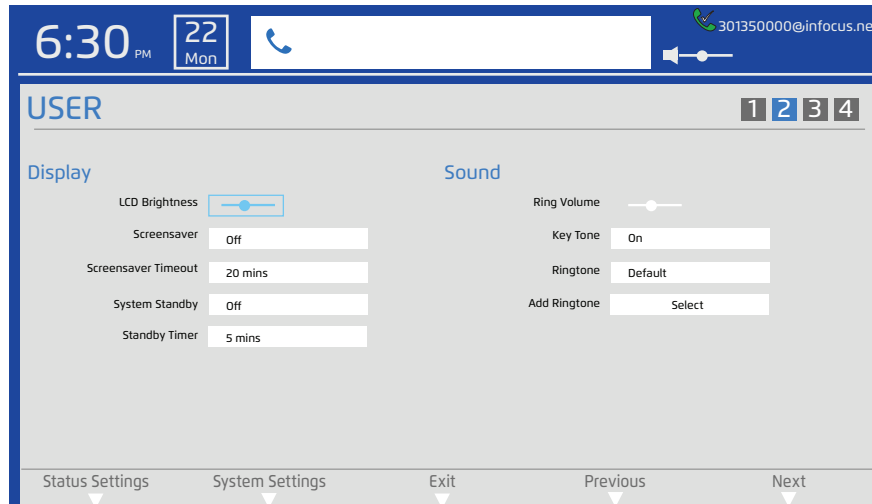 6:30 PM
22
Mon
301350000@infocus.ne
USER
1 2 3 4
Display
LCD Brightness
Screensaver Off
Screensaver Timeout 20 mins
System Standby Off
Standby Timer 5 mins
Sound
Ring Volume
Key Tone On
Ringtone Default
Add Ringtone Select
Status Settings System Settings Exit Previous Next